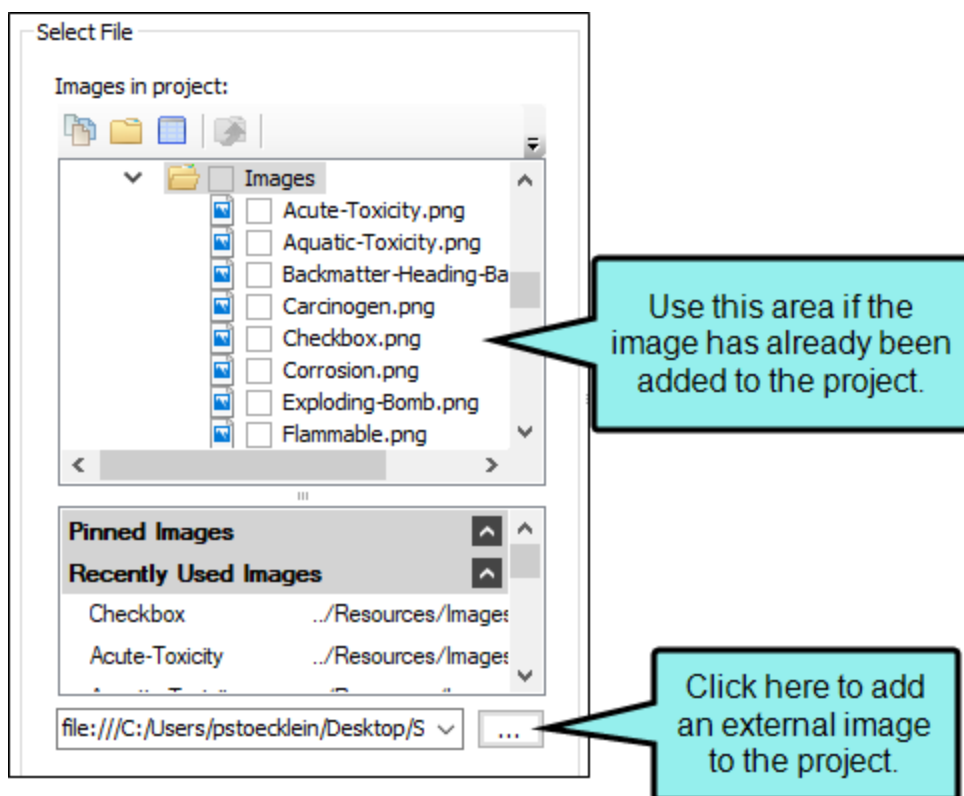 Select File
Images in project:
Images
Acute-Toxicity.png
Aquatic-Toxicity.png
Backmatter-Heading-Ba
Carcinogen.png
Checkbox.png
Corrosion.png
Exploding-Bomb.png
Flammable.png
Use this area if the
image has already been
added to the project.
Pinned Images
Recently Used Images
Checkbox ../Resources/Images
Acute-Toxicity ../Resources/Images
file:///C:/Users/pstoecklein/Desktop/S ...
Click here to add
an external image
to the project.